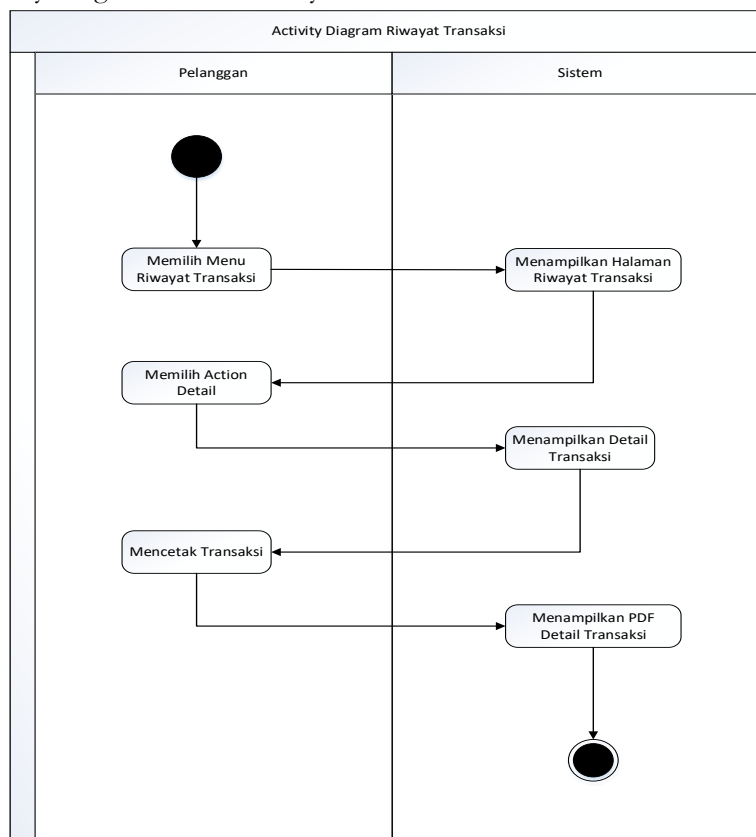 Activity Diagram Riwayat Transaksi
Pelanggan
Sistem
Memilih Menu
Riwayat Transaksi
Menampilkan Halaman
Riwayat Transaksi
Memilih Action
Detail
Menampilkan Detail
Transaksi
Mencetak Transaksi
Menampilkan PDF
Detail Transaksi